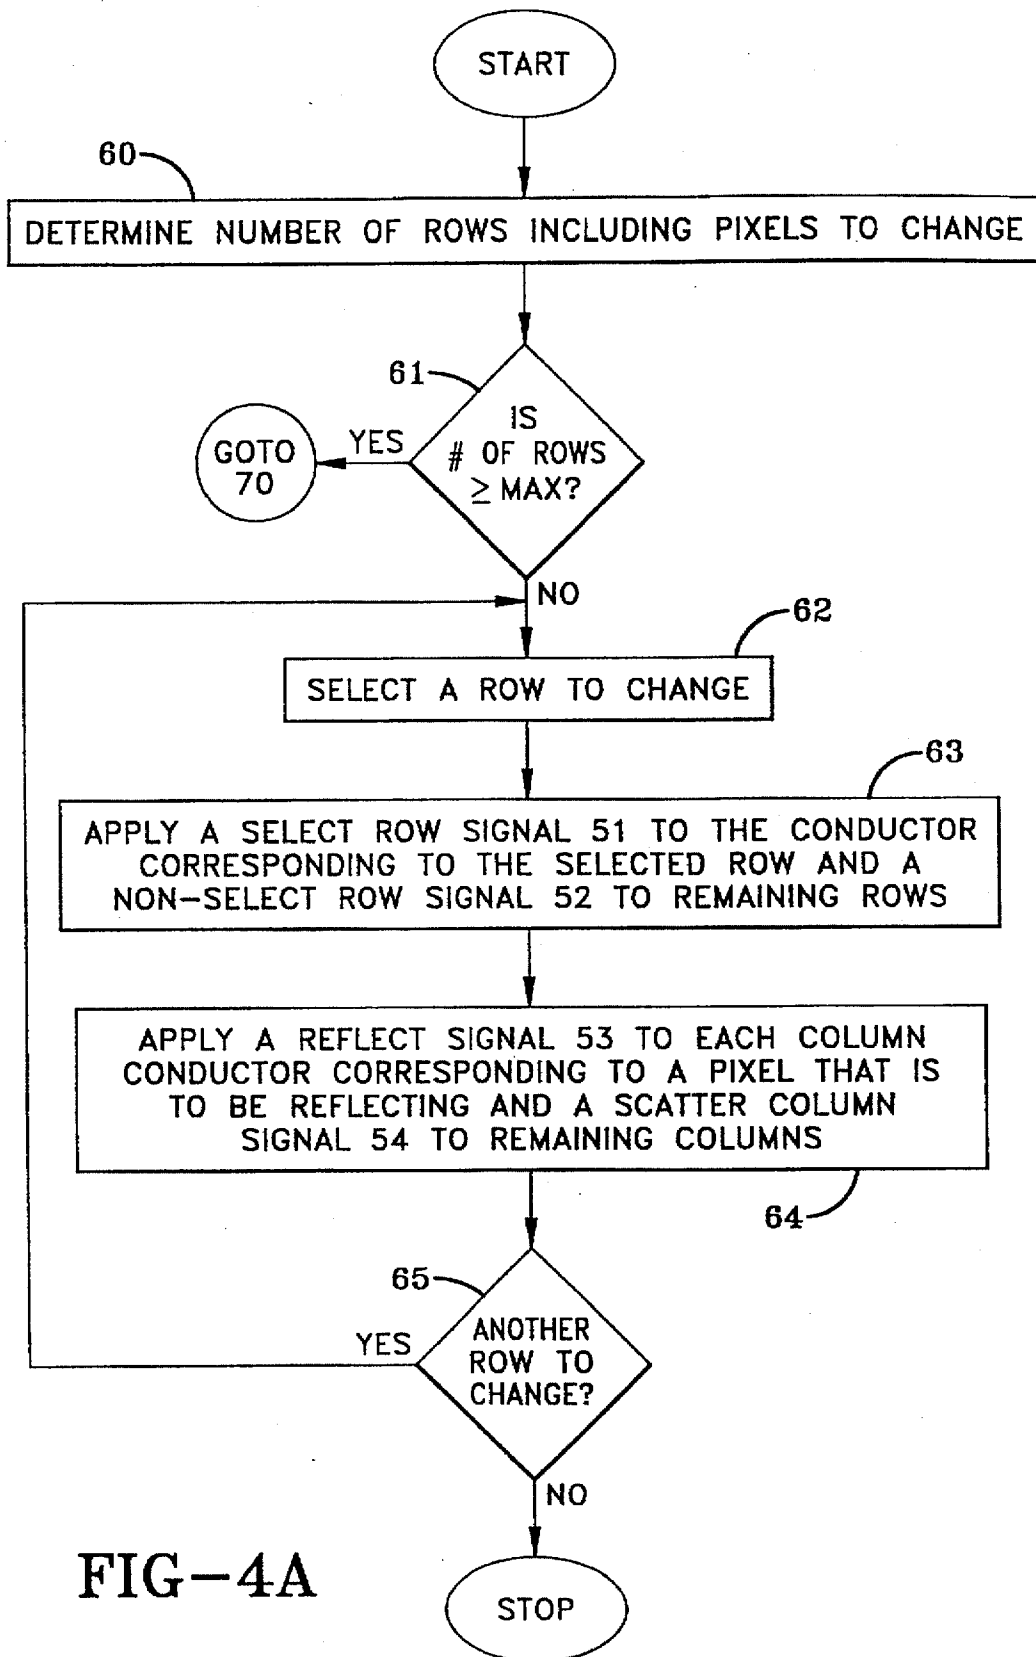 START
60
DETERMINE NUMBER OF ROWS INCLUDING PIXELS TO CHANGE
61
IS
# OF ROWS
≥ MAX?
YES
GOTO
70
NO
62
SELECT A ROW TO CHANGE
63
APPLY A SELECT ROW SIGNAL 51 TO THE CONDUCTOR
CORRESPONDING TO THE SELECTED ROW AND A
NON-SELECT ROW SIGNAL 52 TO REMAINING ROWS
APPLY A REFLECT SIGNAL 53 TO EACH COLUMN
CONDUCTOR CORRESPONDING TO A PIXEL THAT IS
TO BE REFLECTING AND A SCATTER COLUMN
SIGNAL 54 TO REMAINING COLUMNS
64
65
ANOTHER
ROW TO
CHANGE?
YES
NO
STOP
FIG-4A